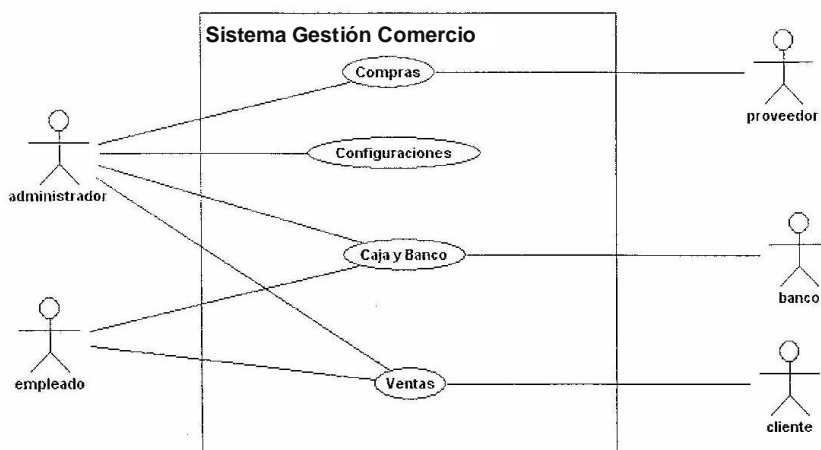 Sistema Gestión Comercio
Compras
proveedor
Configuraciones
administrador
Caja y Banco
banco
empleado
Ventas
cliente